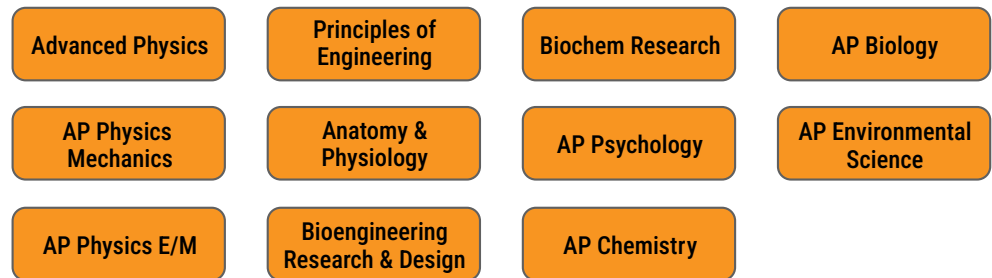 Advanced Physics
Principles of
Engineering
Biochem Research
AP Biology
AP Physics
Mechanics
Anatomy &
Physiology
AP Psychology
AP Environmental
Science
AP Physics E/M
Bioengineering
Research & Design
AP Chemistry